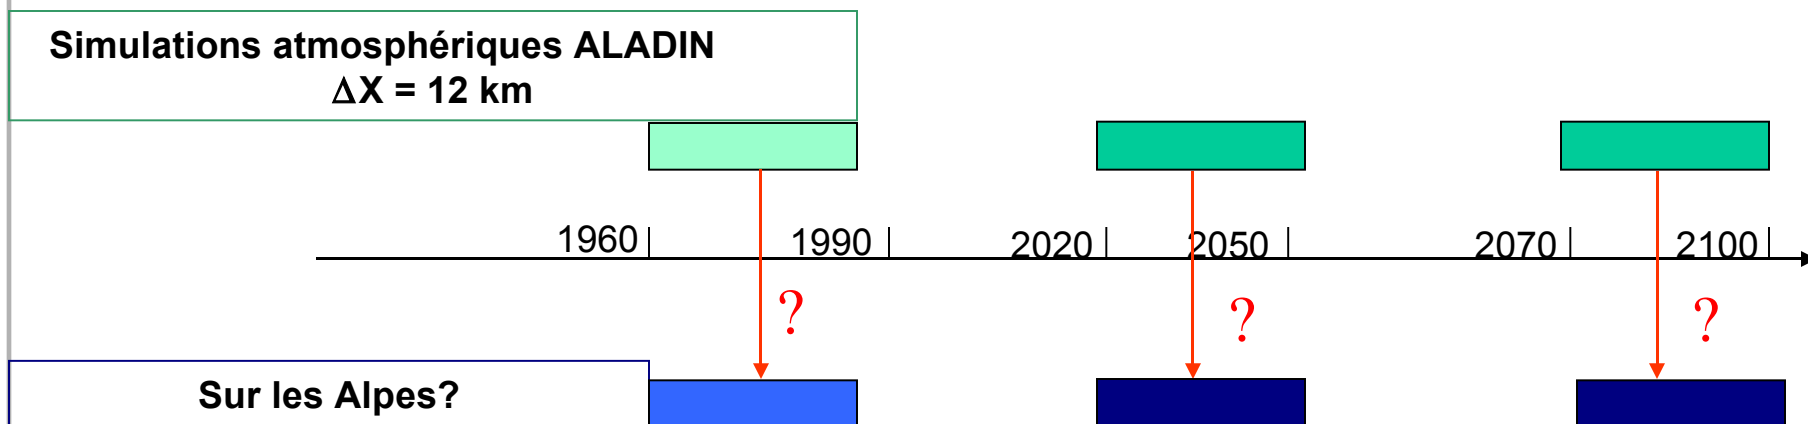 Simulations atmosphériques ALADIN
ΔX = 12 km
1960 1990 2020 2050 2070 2100
? ? ?
Sur les Alpes?